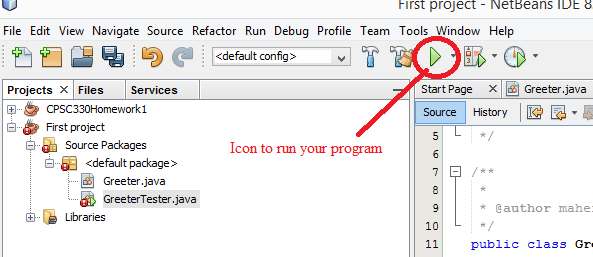 First project - NetBeans IDE 8
File Edit View Navigate Source Refactor Run Debug Profile Team Tools Window Help
<default config>
Projects Files Services
Start Page Greeter.java
CPSC330Homework1
First project
Source Packages
<default package>
Greeter.java
GreeterTester.java
Libraries
Icon to run your program
Source History
5 */
6
7 /**
8 *
9 * @author mahe
10 */
11 public class Gre